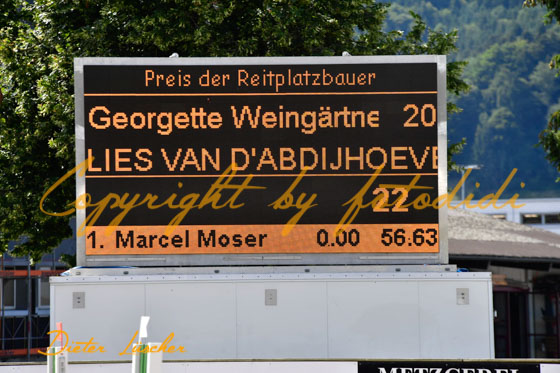 Preis der Reitplatzbauer
Georgette Weingärtne 20
LIES VAN D'ABDIJHOEVE
22
Copyright by fotodidi
1. Marcel Moser 0.00 56.63
Dieter Lüscher
METZGEREI